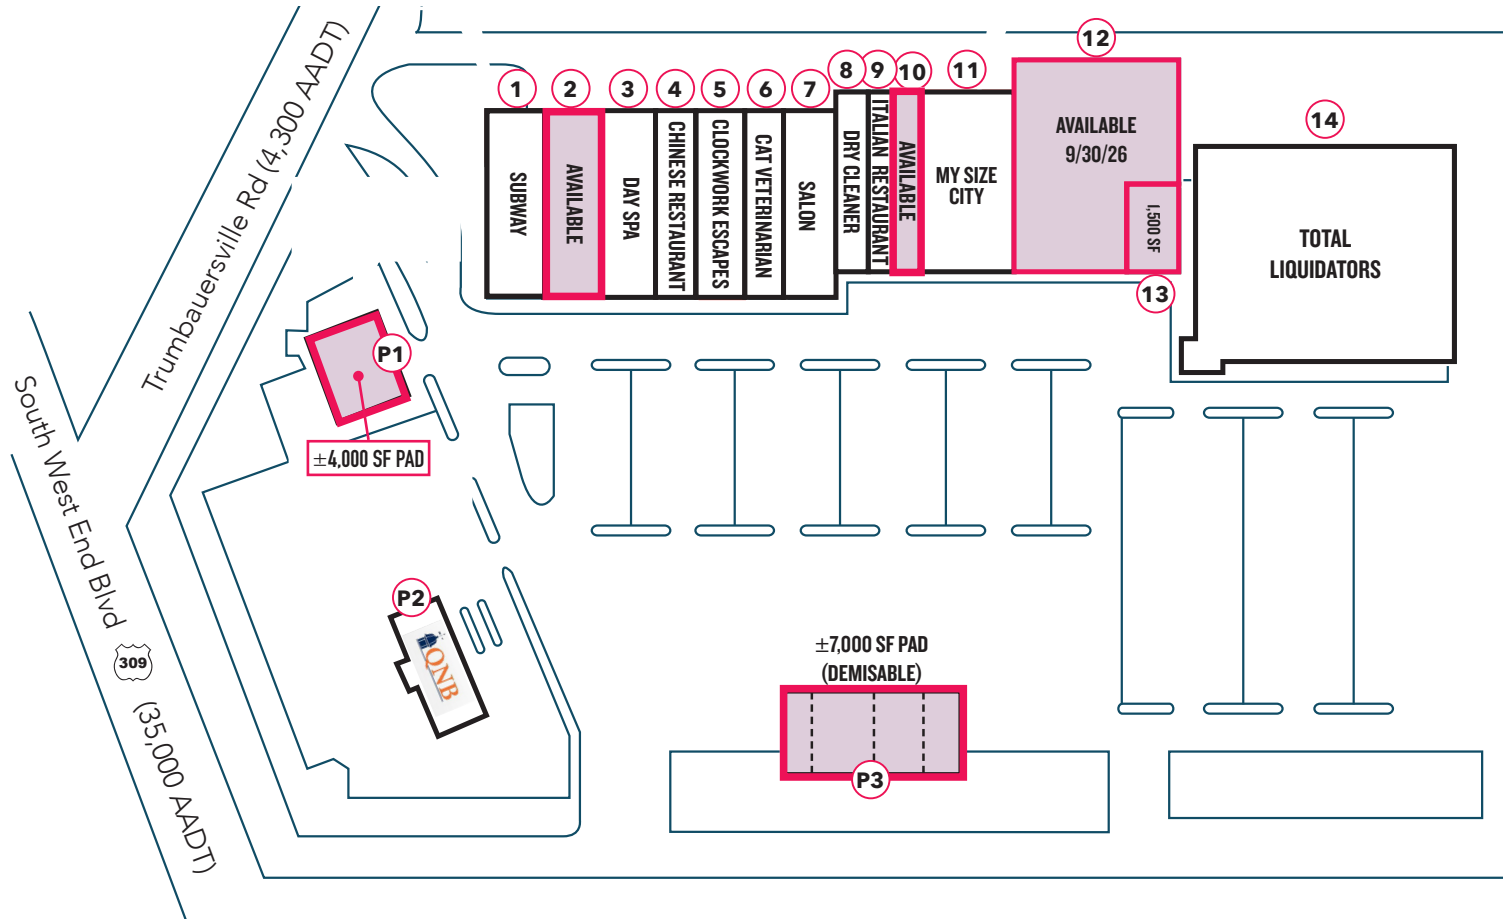 Trumbauersville Rd (4,300 AADT)
South West End Blvd
309
(35,000 AADT)
1
2
3
4
5
6
7
8
9
10
11
12
13
14
SUBWAY
AVAILABLE
DAY SPA
CHINESE RESTAURANT
CLOCKWORK ESCAPES
CAT VETERINARIAN
SALON
DRY CLEANER
ITALIAN RESTAURANT
AVAILABLE
MY SIZE
CITY
AVAILABLE
9/30/26
1,500 SF
TOTAL
LIQUIDATORS
P1
±4,000 SF PAD
P2
QNB
±7,000 SF PAD
(DEMISABLE)
P3